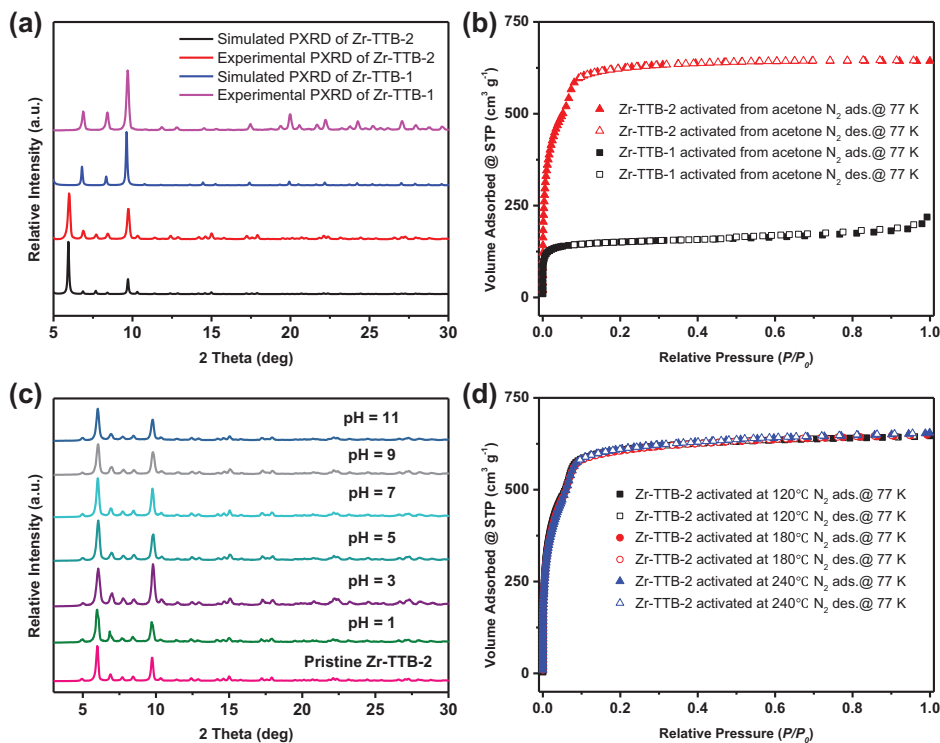 (a)
Simulated PXRD of Zr-TTB-2
Experimental PXRD of Zr-TTB-2
Simulated PXRD of Zr-TTB-1
Experimental PXRD of Zr-TTB-1
Relative Intensity (a.u.)
5 10 15 20 25 30
2 Theta (deg)
(b)
750
500
250
0
Volume Adsorbed @ STP (cm³ g⁻¹)
Zr-TTB-2 activated from acetone N₂ ads.@ 77 K
Zr-TTB-2 activated from acetone N₂ des.@ 77 K
Zr-TTB-1 activated from acetone N₂ ads.@ 77 K
Zr-TTB-1 activated from acetone N₂ des.@ 77 K
0.0 0.2 0.4 0.6 0.8 1.0
Relative Pressure (P/P₀)
(c)
pH = 11
pH = 9
pH = 7
pH = 5
pH = 3
pH = 1
Pristine Zr-TTB-2
Relative Intensity (a.u.)
5 10 15 20 25 30
2 Theta (deg)
(d)
750
500
250
0
Volume Adsorbed @ STP (cm³ g⁻¹)
Zr-TTB-2 activated at 120℃ N₂ ads.@ 77 K
Zr-TTB-2 activated at 120℃ N₂ des.@ 77 K
Zr-TTB-2 activated at 180℃ N₂ ads.@ 77 K
Zr-TTB-2 activated at 180℃ N₂ des.@ 77 K
Zr-TTB-2 activated at 240℃ N₂ ads.@ 77 K
Zr-TTB-2 activated at 240℃ N₂ des.@ 77 K
0.0 0.2 0.4 0.6 0.8 1.0
Relative Pressure (P/P₀)